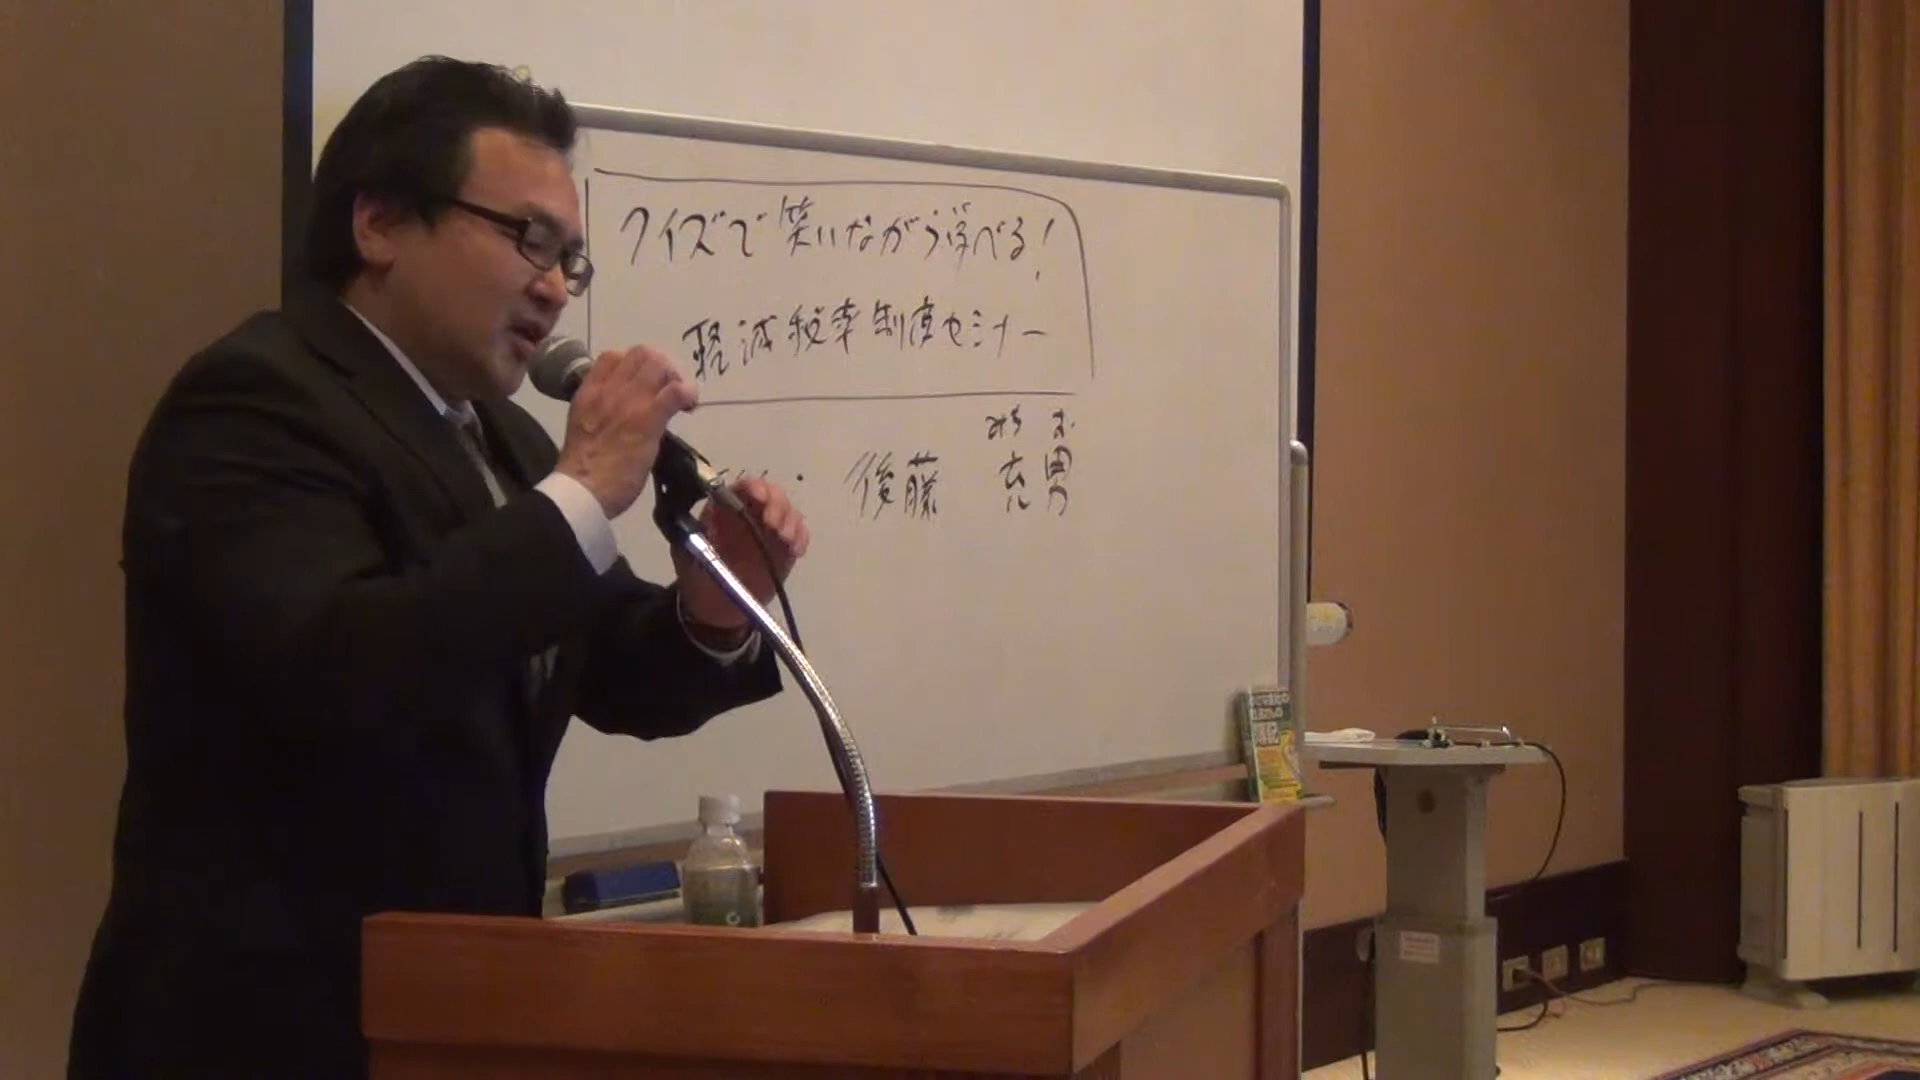 クイズで笑いながら学べる!
軽減税率制度セミナー
みち お
後藤 充男